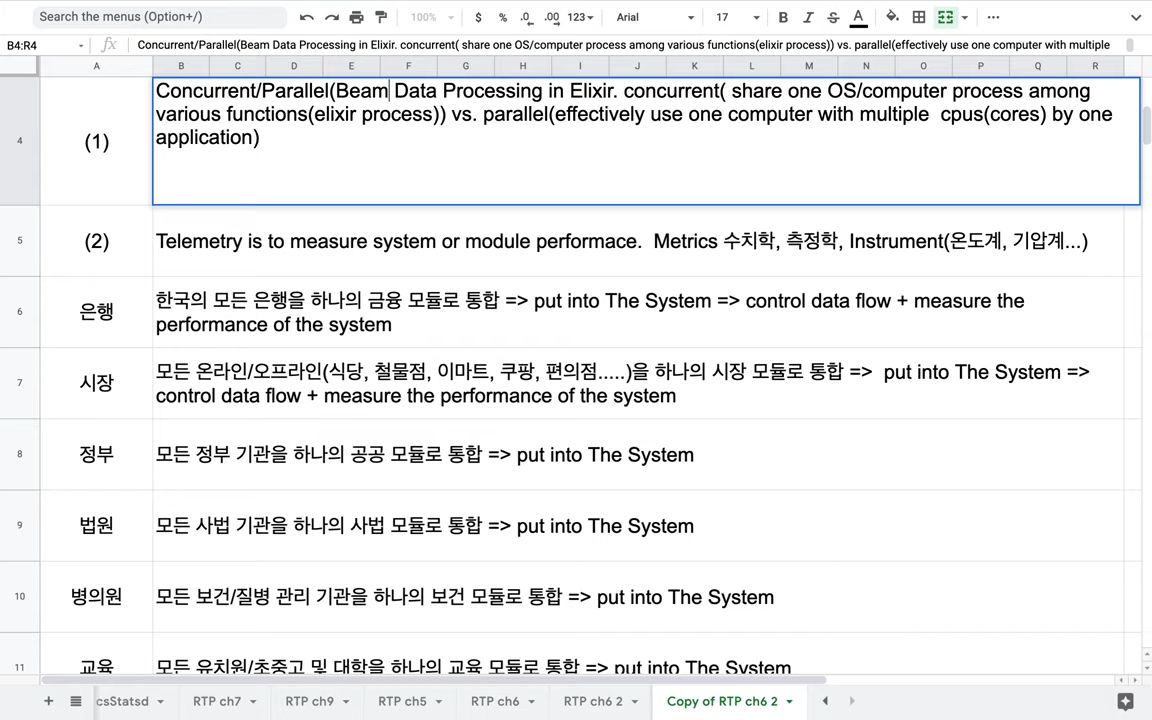 Search the menus (Option+/)
100%
$ % .0 .00 123
Arial
17
B I S A
B4:R4
fx
Concurrent/Parallel(Beam Data Processing in Elixir. concurrent( share one OS/computer process among various functions(elixir process)) vs. parallel(effectively use one computer with multiple
A B C D E F G H I J K L M N O P Q R
4
(1)
Concurrent/Parallel(Beam Data Processing in Elixir. concurrent( share one OS/computer process among
various functions(elixir process)) vs. parallel(effectively use one computer with multiple  cpus(cores) by one
application)
5
(2)
Telemetry is to measure system or module performace.  Metrics 수치학, 측정학, Instrument(온도계, 기압계...)
6
은행
한국의 모든 은행을 하나의 금융 모듈로 통합 => put into The System => control data flow + measure the
performance of the system
7
시장
모든 온라인/오프라인(식당, 철물점, 이마트, 쿠팡, 편의점.....)을 하나의 시장 모듈로 통합 =>  put into The System =>
control data flow + measure the performance of the system
8
정부
모든 정부 기관을 하나의 공공 모듈로 통합 => put into The System
9
법원
모든 사법 기관을 하나의 사법 모듈로 통합 => put into The System
10
병의원
모든 보건/질병 관리 기관을 하나의 보건 모듈로 통합 => put into The System
11
교육
모든 유치원/초중고 및 대학을 하나의 교육 모듈로 통합 => put into The System
csStatsd
RTP ch7
RTP ch9
RTP ch5
RTP ch6
RTP ch6 2
Copy of RTP ch6 2